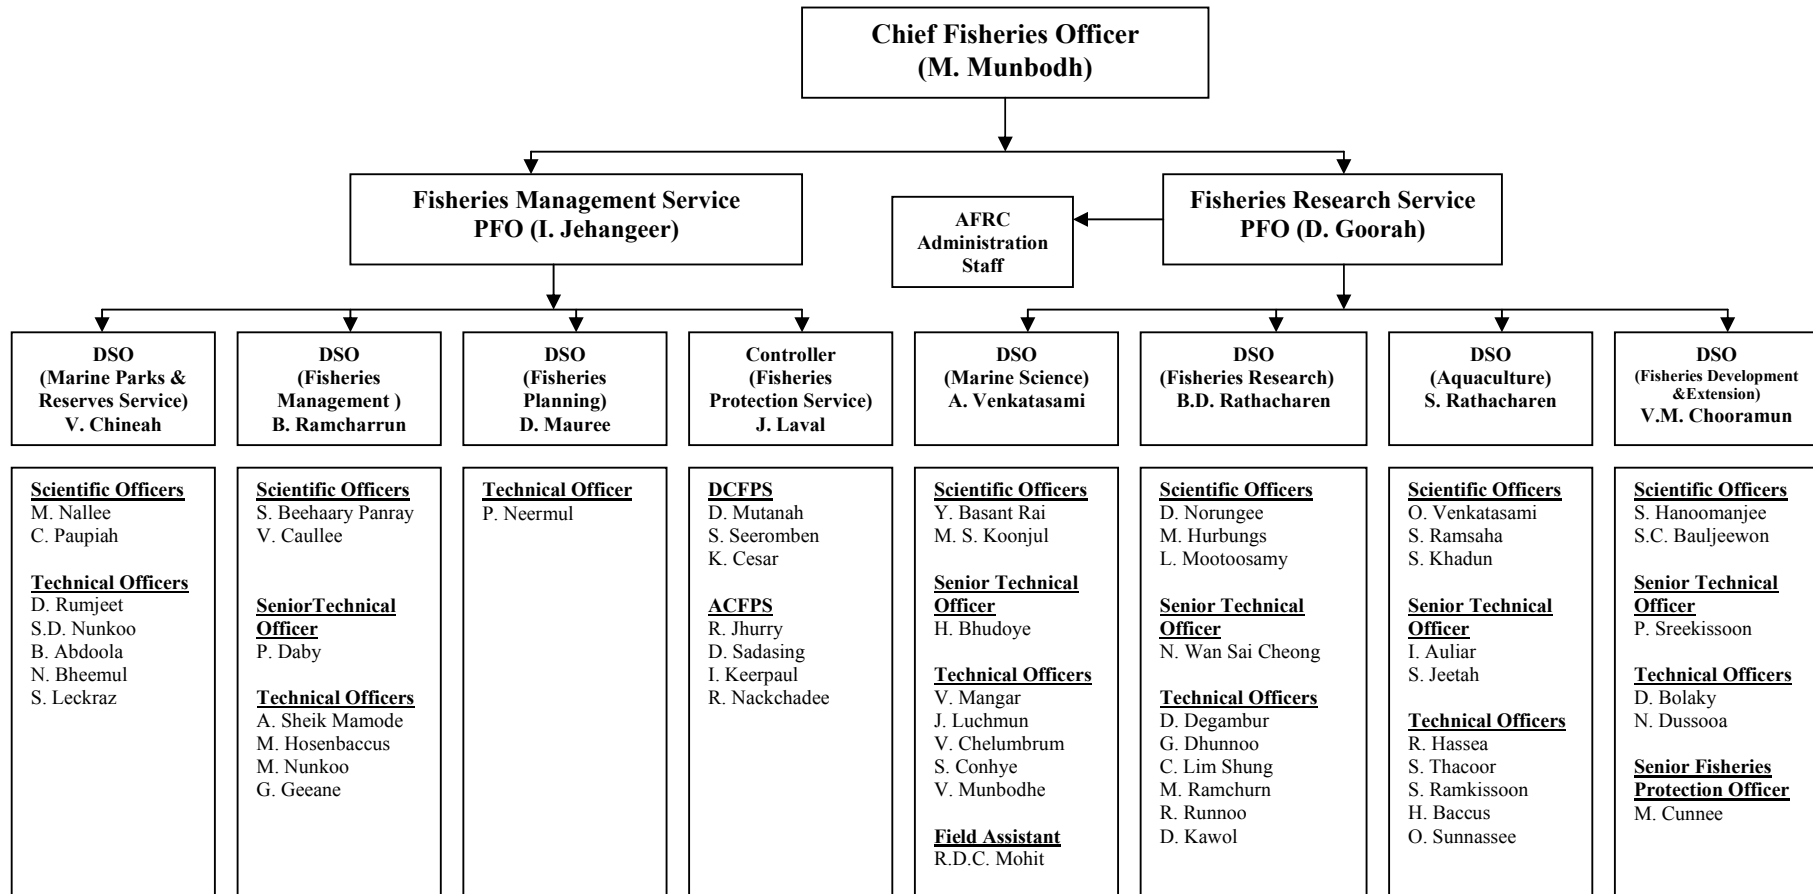 Chief Fisheries Officer
(M. Munbodh)
Fisheries Management Service
PFO (I. Jehangeer)
AFRC
Administration
Staff
Fisheries Research Service
PFO (D. Goorah)
DSO
(Marine Parks &
Reserves Service)
V. Chineah
DSO
(Fisheries
Management )
B. Ramcharrun
DSO
(Fisheries
Planning)
D. Mauree
Controller
(Fisheries
Protection Service)
J. Laval
DSO
(Marine Science)
A. Venkatasami
DSO
(Fisheries Research)
B.D. Rathacharen
DSO
(Aquaculture)
S. Rathacharen
DSO
(Fisheries Development
&Extension)
V.M. Chooramun
Scientific Officers
M. Nallee
C. Paupiah
Technical Officers
D. Rumjeet
S.D. Nunkoo
B. Abdoola
N. Bheemul
S. Leckraz
Scientific Officers
S. Beehaary Panray
V. Caullee
SeniorTechnical
Officer
P. Daby
Technical Officers
A. Sheik Mamode
M. Hosenbaccus
M. Nunkoo
G. Geeane
Technical Officer
P. Neermul
DCFPS
D. Mutanah
S. Seeromben
K. Cesar
ACFPS
R. Jhurry
D. Sadasing
I. Keerpaul
R. Nackchadee
Scientific Officers
Y. Basant Rai
M. S. Koonjul
Senior Technical
Officer
H. Bhudoye
Technical Officers
V. Mangar
J. Luchmun
V. Chelumbrum
S. Conhye
V. Munbodhe
Field Assistant
R.D.C. Mohit
Scientific Officers
D. Norungee
M. Hurbungs
L. Mootoosamy
Senior Technical
Officer
N. Wan Sai Cheong
Technical Officers
D. Degambur
G. Dhunnoo
C. Lim Shung
M. Ramchurn
R. Runnoo
D. Kawol
Scientific Officers
O. Venkatasami
S. Ramsaha
S. Khadun
Senior Technical
Officer
I. Auliar
S. Jeetah
Technical Officers
R. Hassea
S. Thacoor
S. Ramkissoon
H. Baccus
O. Sunnassee
Scientific Officers
S. Hanoomanjee
S.C. Bauljeewon
Senior Technical
Officer
P. Sreekissoon
Technical Officers
D. Bolaky
N. Dussooa
Senior Fisheries
Protection Officer
M. Cunnee